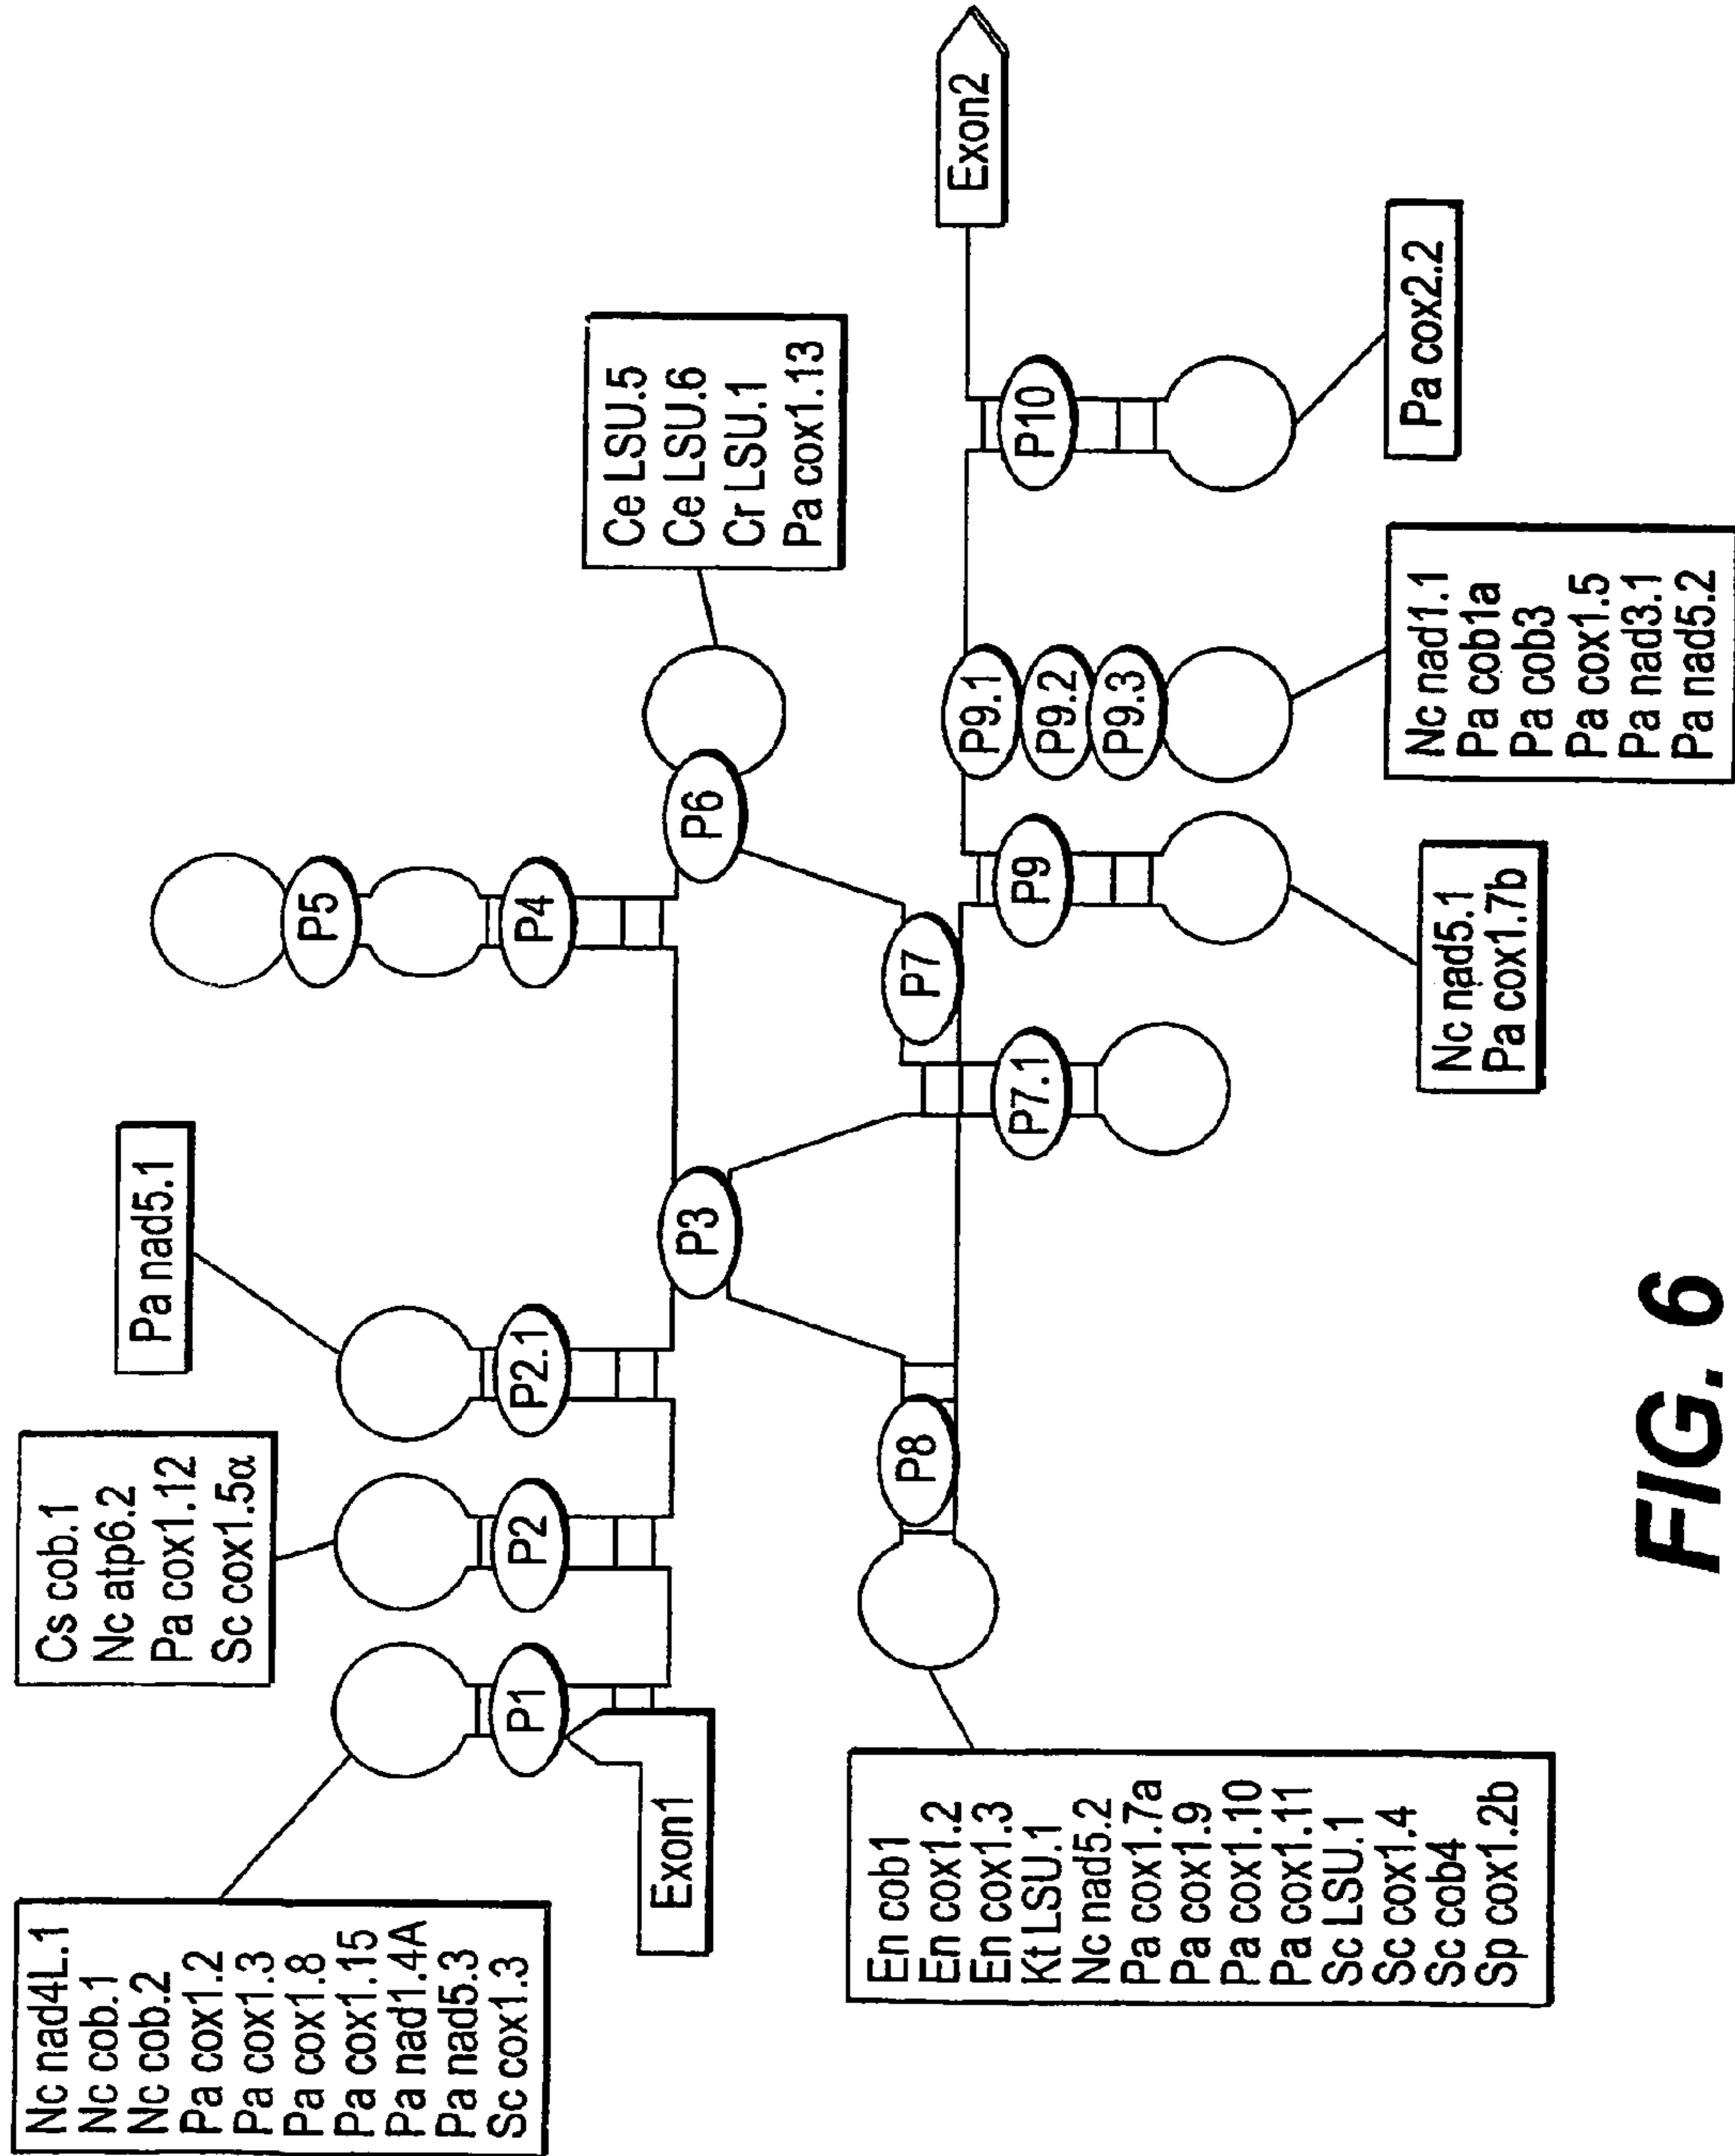 Nc nad4L.1
Nc cob.1
Nc cob.2
Pa cox1.2
Pa cox1.3
Pa cox1.8
Pa cox1.15
Pa nad1.4A
Pa nad5.3
Sc cox1.3
Cs cob.1
Nc atp6.2
Pa cox1.12
Sc cox1.5α
Pa nad5.1
P1
P2
P2.1
P3
P4
P5
P6
Ce LSU.5
Ce LSU.6
Cr LSU.1
Pa cox1.13
Exon1
P8
P7.1
P7
P9
P9.1
P9.2
P9.3
P10
Exon2
En cob1
En cox1.2
En cox1.3
Kt LSU.1
Nc nad5.2
Pa cox1.7a
Pa cox1.9
Pa cox1.10
Pa cox1.11
Sc LSU.1
Sc cox1.4
Sc cob4
Sp cox1.2b
Nc nad5.1
Pa cox1.7b
Nc nad1.1
Pa cob1a
Pa cob3
Pa cox1.5
Pa nad3.1
Pa nad5.2
Pa cox2.2
FIG. 6